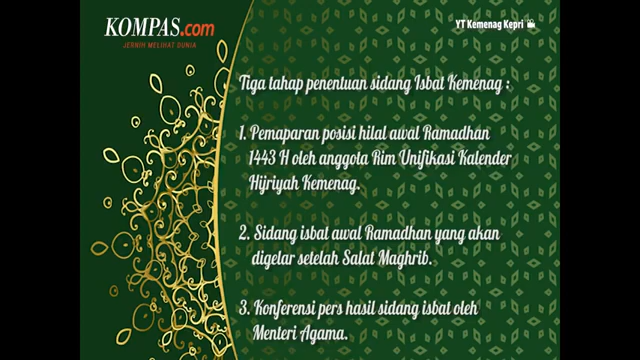 KOMPAS.com
JERNIH MELIHAT DUNIA
YT Kemenag Kepri
Tiga tahap penentuan sidang Isbat Kemenag :
1. Pemaparan posisi hilal awal Ramadhan
1443 H oleh anggota Rim Unifikasi Kalender
Hijriyah Kemenag.
2. Sidang isbat awal Ramadhan yang akan
digelar setelah Salat Maghrib.
3. Konferensi pers hasil sidang isbat oleh
Menteri Agama.